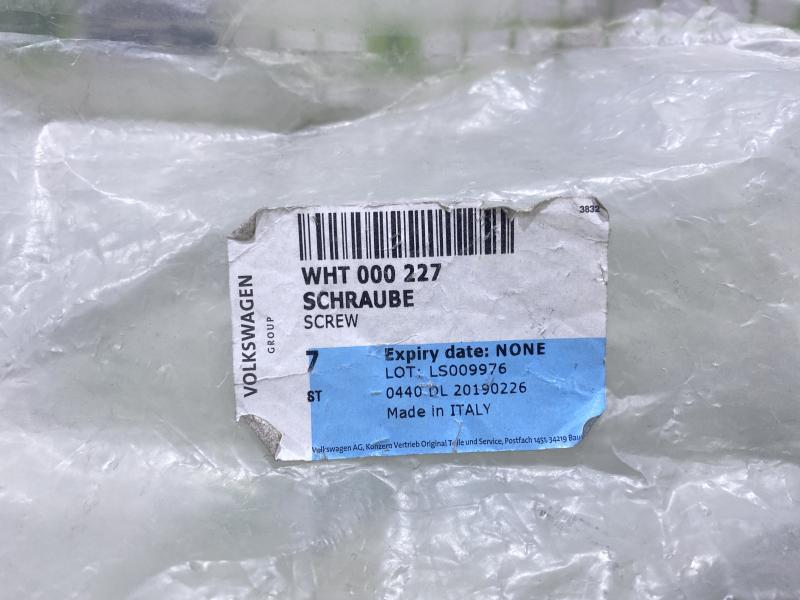 3832
WHT 000 227
SCHRAUBE
SCREW
VOLKSWAGEN
GROUP
7
ST
Expiry date: NONE
LOT: LS009976
0440 DL 20190226
Made in ITALY
Volkswagen AG, Konzern Vertrieb Original Teile und Service, Postfach 1451, 34219